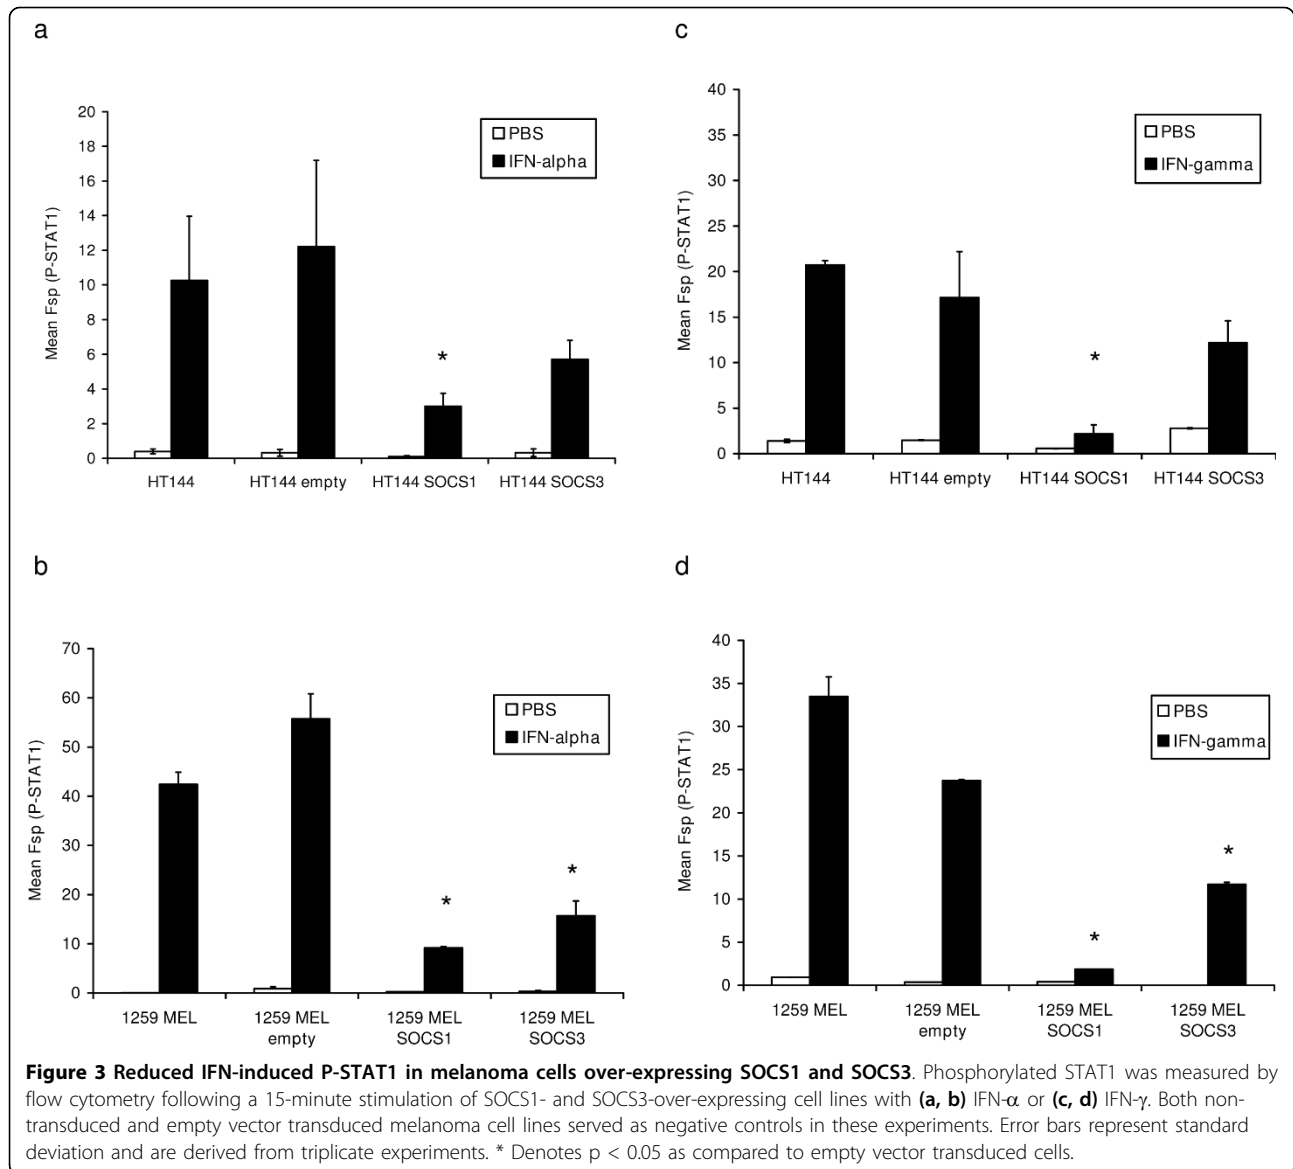 a
20
18
16
14
12
10
8
6
4
2
0
Mean Fsp (P-STAT1)
PBS
IFN-alpha
*
HT144 HT144 empty HT144 SOCS1 HT144 SOCS3
c
40
35
30
25
20
15
10
5
0
Mean Fsp (P-STAT1)
PBS
IFN-gamma
*
HT144 HT144 empty HT144 SOCS1 HT144 SOCS3
b
70
60
50
40
30
20
10
0
Mean Fsp (P-STAT1)
PBS
IFN-alpha
* *
1259 MEL 1259 MEL 1259 MEL 1259 MEL
empty SOCS1 SOCS3
d
40
35
30
25
20
15
10
5
0
Mean Fsp (P-STAT1)
PBS
IFN-gamma
* *
1259 MEL 1259 MEL 1259 MEL 1259 MEL
empty SOCS1 SOCS3
Figure 3 Reduced IFN-induced P-STAT1 in melanoma cells over-expressing SOCS1 and SOCS3. Phosphorylated STAT1 was measured by
flow cytometry following a 15-minute stimulation of SOCS1- and SOCS3-over-expressing cell lines with (a, b) IFN-α or (c, d) IFN-γ. Both non-
transduced and empty vector transduced melanoma cell lines served as negative controls in these experiments. Error bars represent standard
deviation and are derived from triplicate experiments. * Denotes p < 0.05 as compared to empty vector transduced cells.